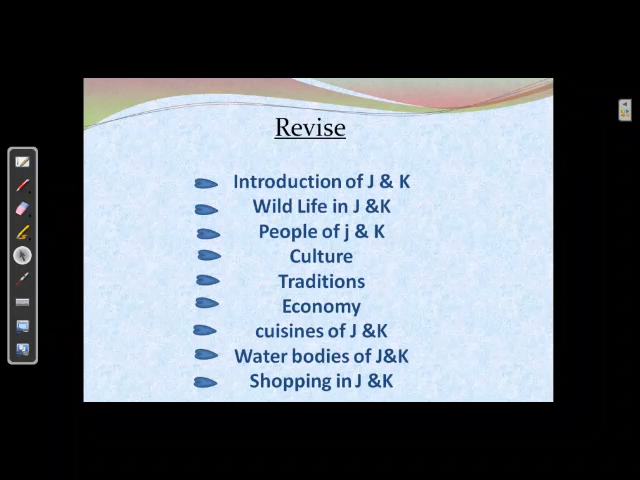 Revise
Introduction of J & K
Wild Life in J &K
People of j & K
Culture
Traditions
Economy
cuisines of J &K
Water bodies of J&K
Shopping in J &K